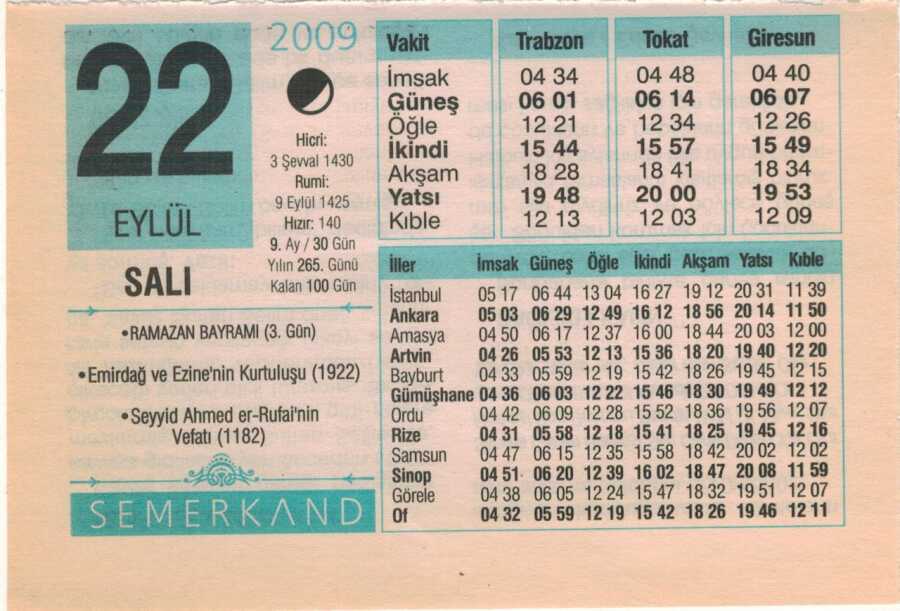 22
EYLÜL
SALI
2009
Hicri:
3 Şevval 1430
Rumi:
9 Eylül 1425
Hızır: 140
9. Ay / 30 Gün
Yılın 265. Günü
Kalan 100 Gün
•RAMAZAN BAYRAMI (3. Gün)
•Emirdağ ve Ezine'nin Kurtuluşu (1922)
•Seyyid Ahmed er-Rufai'nin
Vefatı (1182)
SEMERKAND
Vakit Trabzon Tokat Giresun
İmsak 04 34 04 48 04 40
Güneş 06 01 06 14 06 07
Öğle 12 21 12 34 12 26
İkindi 15 44 15 57 15 49
Akşam 18 28 18 41 18 34
Yatsı 19 48 20 00 19 53
Kıble 12 13 12 03 12 09
İller İmsak Güneş Öğle İkindi Akşam Yatsı Kıble
İstanbul 05 17 06 44 13 04 16 27 19 12 20 31 11 39
Ankara 05 03 06 29 12 49 16 12 18 56 20 14 11 50
Amasya 04 50 06 17 12 37 16 00 18 44 20 03 12 00
Artvin 04 26 05 53 12 13 15 36 18 20 19 40 12 20
Bayburt 04 33 05 59 12 19 15 42 18 26 19 45 12 15
Gümüşhane 04 36 06 03 12 22 15 46 18 30 19 49 12 12
Ordu 04 42 06 09 12 28 15 52 18 36 19 56 12 07
Rize 04 31 05 58 12 18 15 41 18 25 19 45 12 16
Samsun 04 47 06 15 12 35 15 58 18 42 20 02 12 02
Sinop 04 51 06 20 12 39 16 02 18 47 20 08 11 59
Görele 04 38 06 05 12 24 15 47 18 32 19 51 12 07
Of 04 32 05 59 12 19 15 42 18 26 19 46 12 11